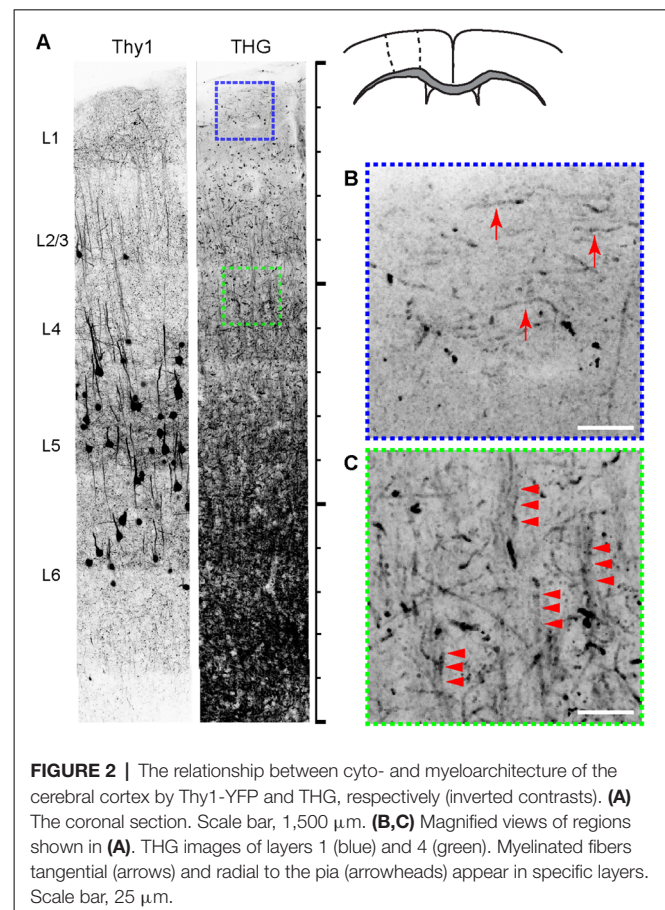 A
Thy1
THG
L1
L2/3
L4
L5
L6
B
C
FIGURE 2 | The relationship between cyto- and myeloarchitecture of the
cerebral cortex by Thy1-YFP and THG, respectively (inverted contrasts). (A)
The coronal section. Scale bar, 1,500 μm. (B,C) Magnified views of regions
shown in (A). THG images of layers 1 (blue) and 4 (green). Myelinated fibers
tangential (arrows) and radial to the pia (arrowheads) appear in specific layers.
Scale bar, 25 μm.